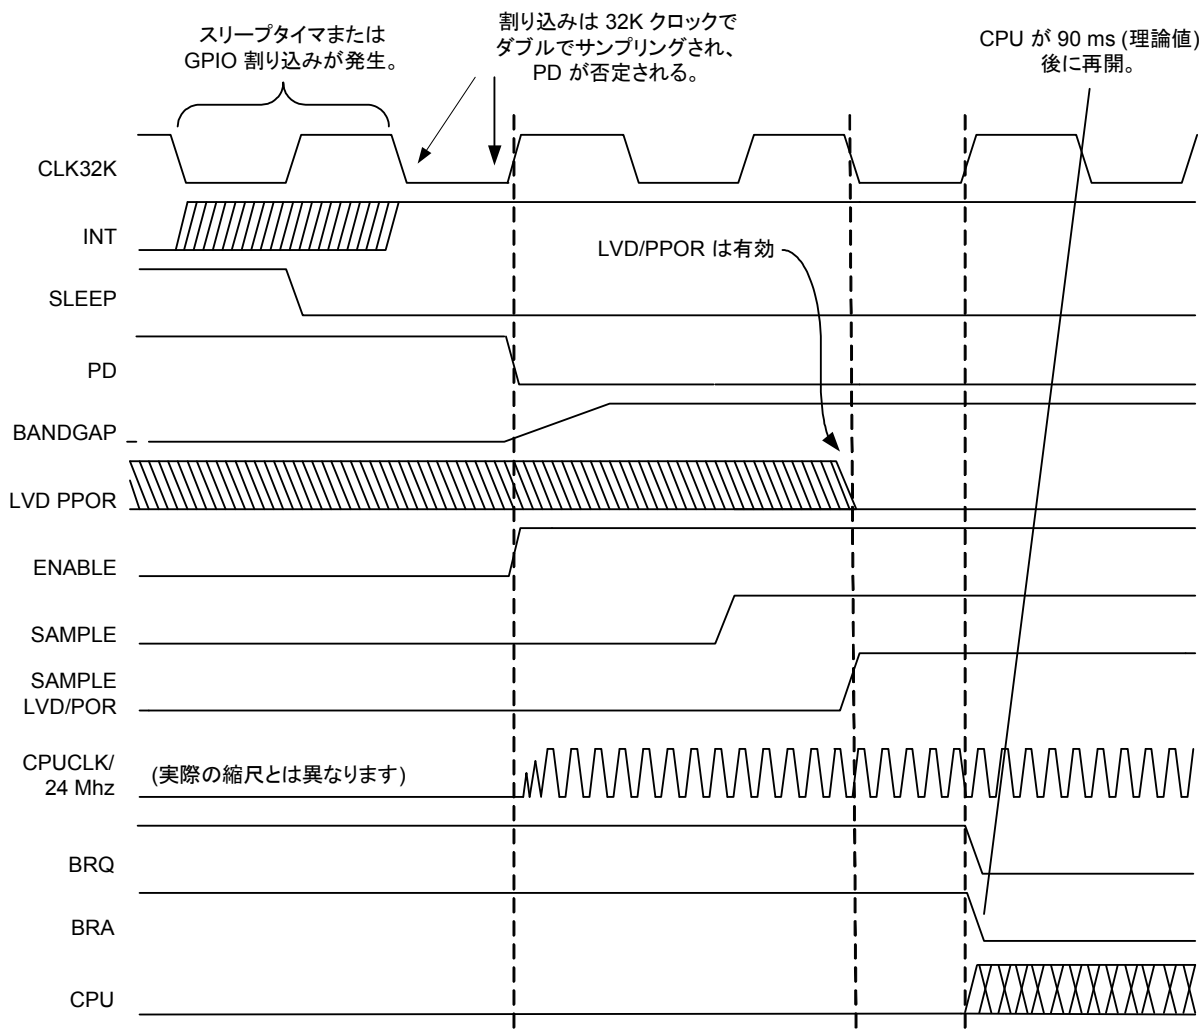 スリープタイマまたは
GPIO 割り込みが発生。
割り込みは 32K クロックで
ダブルでサンプリングされ、
PD が否定される。
CPU が 90 ms (理論値)
後に再開。
CLK32K
INT
LVD/PPOR は有効
SLEEP
PD
BANDGAP
LVD PPOR
ENABLE
SAMPLE
SAMPLE
LVD/POR
CPUCLK/
24 Mhz
(実際の縮尺とは異なります)
BRQ
BRA
CPU